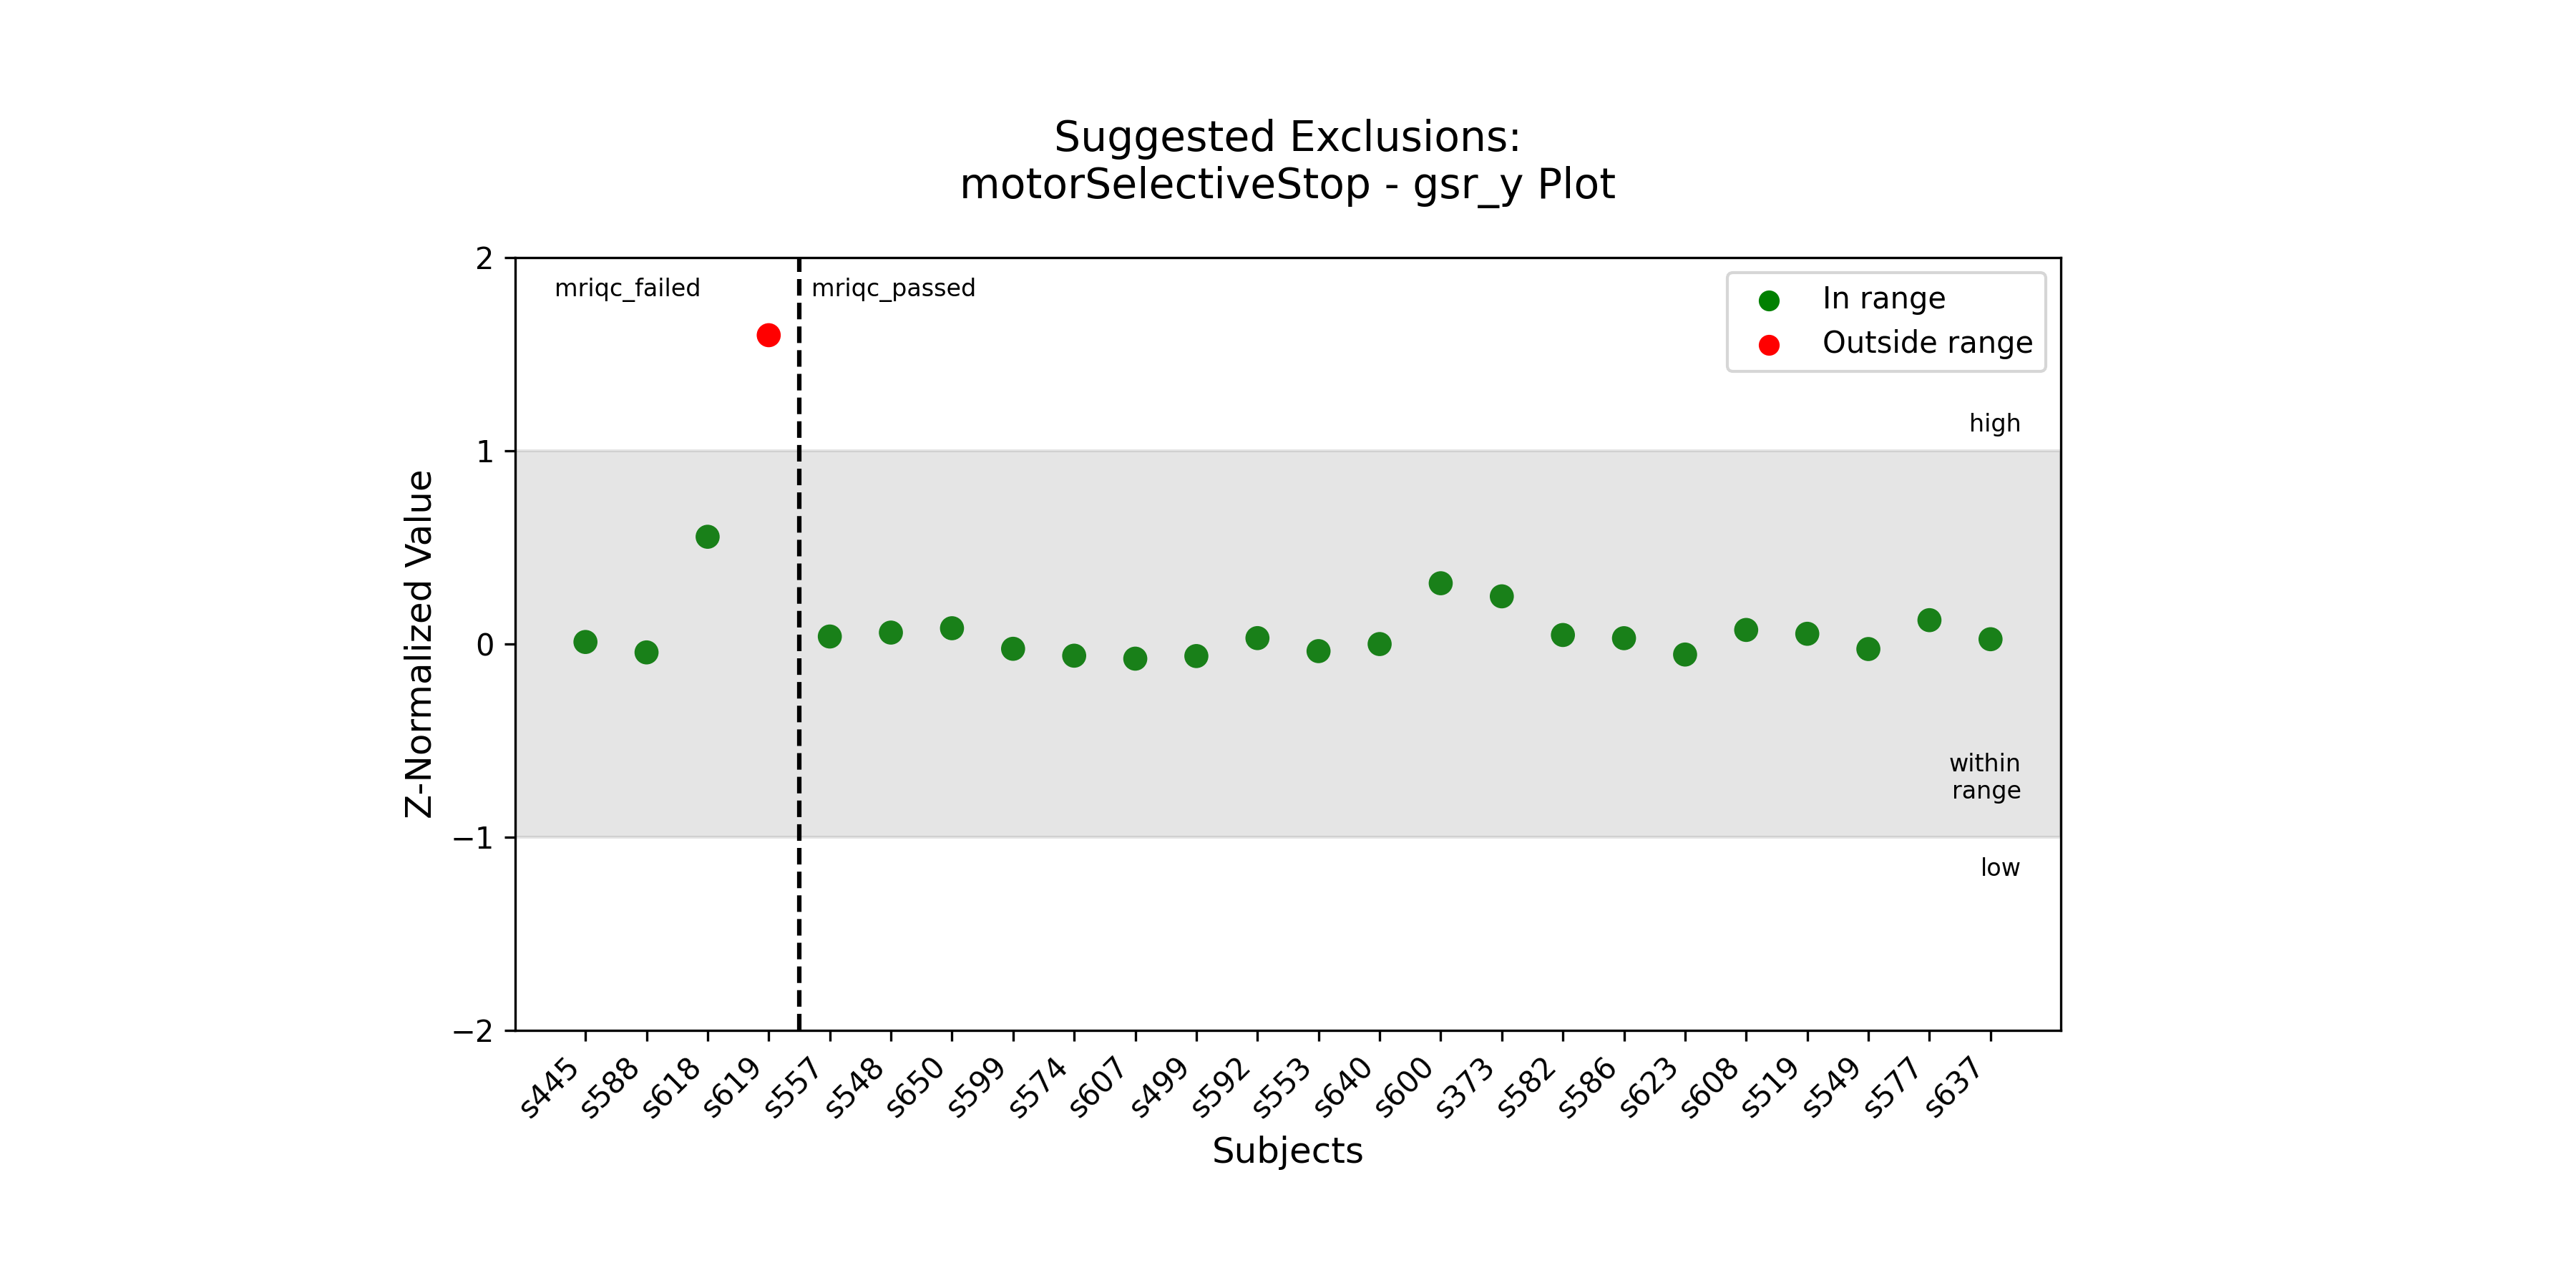 Suggested Exclusions:
motorSelectiveStop - gsr_y Plot
mriqc_failed
mriqc_passed
In range
Outside range
high
within
range
low
Z-Normalized Value
2
1
0
−1
−2
s445
s588
s618
s619
s557
s548
s650
s599
s574
s607
s499
s592
s553
s640
s600
s373
s582
s586
s623
s608
s519
s549
s577
s637
Subjects